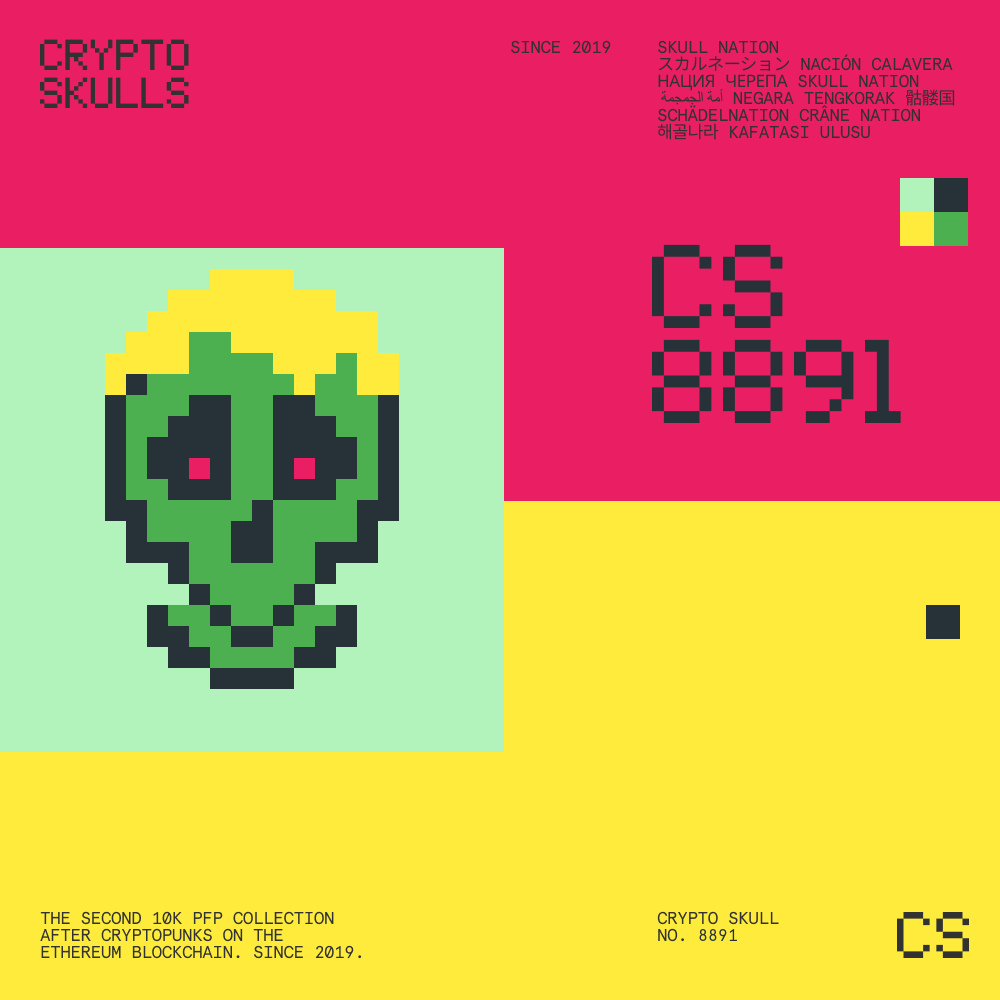 CRYPTO
SKULLS
SINCE 2019
SKULL NATION
スカルネーション NACIÓN CALAVERA
НАЦИЯ ЧЕРЕПА SKULL NATION
أمة الجمجمة NEGARA TENGKORAK 骷髅国
SCHÄDELNATION CRÂNE NATION
해골나라 KAFATASI ULUSU
CS
8891
THE SECOND 10K PFP COLLECTION
AFTER CRYPTOPUNKS ON THE
ETHEREUM BLOCKCHAIN. SINCE 2019.
CRYPTO SKULL
NO. 8891
CS